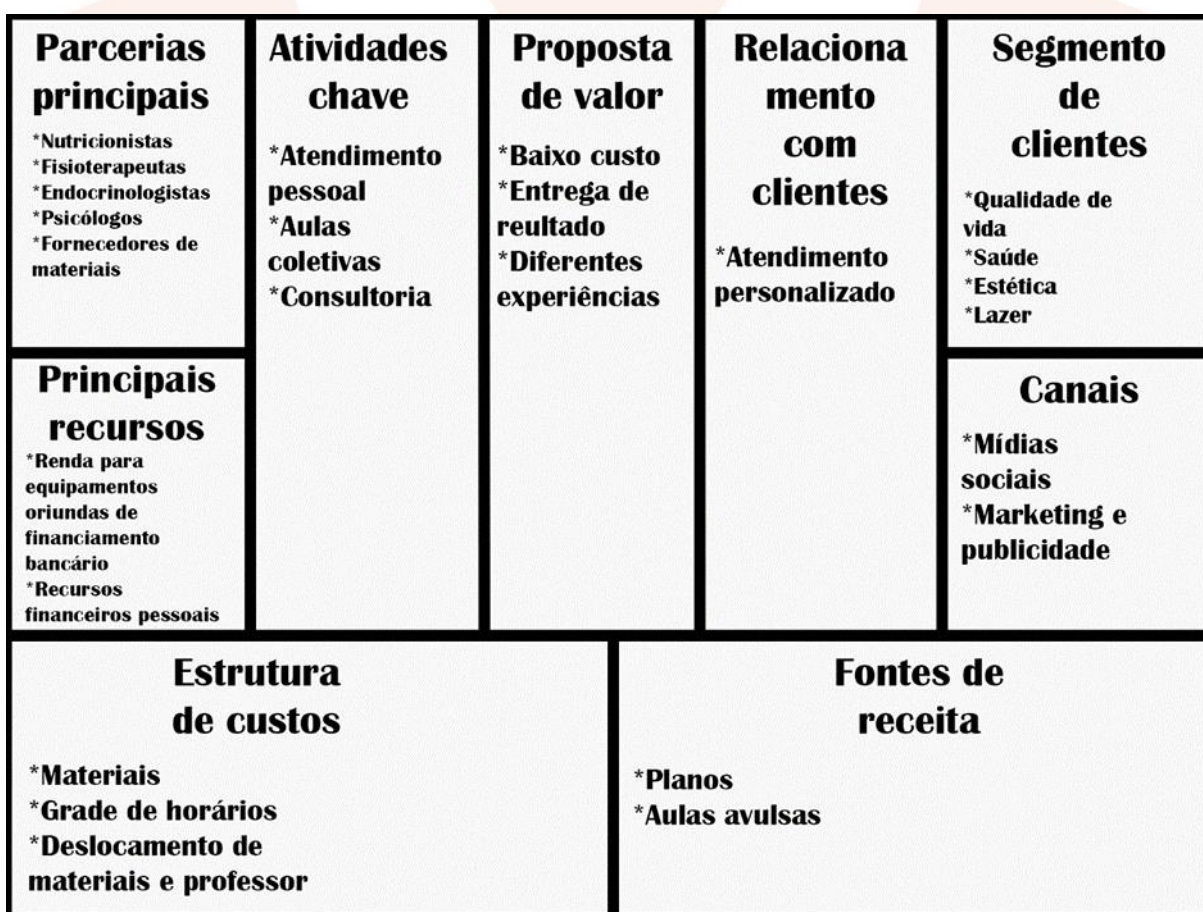 Parcerias
principais
*Nutricionistas
*Fisioterapeutas
*Endocrinologistas
*Psicólogos
*Fornecedores de
materiais
Principais
recursos
*Renda para
equipamentos
oriundas de
financiamento
bancário
*Recursos
financeiros pessoais
Atividades
chave
*Atendimento
pessoal
*Aulas
coletivas
*Consultoria
Proposta
de valor
*Baixo custo
*Entrega de
reultado
*Diferentes
experiências
Relaciona
mento
com
clientes
*Atendimento
personalizado
Segmento
de
clientes
*Qualidade de
vida
*Saúde
*Estética
*Lazer
Canais
*Mídias
sociais
*Marketing e
publicidade
Estrutura
de custos
*Materiais
*Grade de horários
*Deslocamento de
materiais e professor
Fontes de
receita
*Planos
*Aulas avulsas